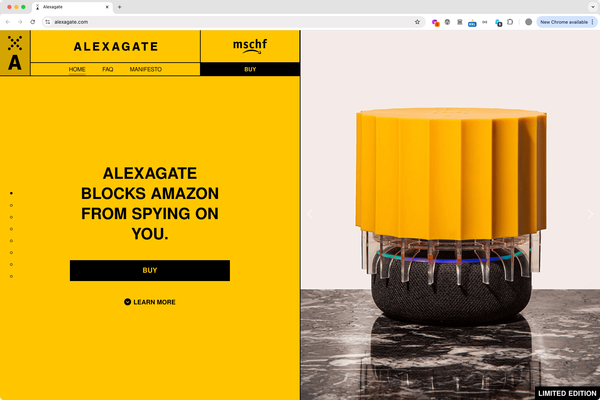 Alexagate
alexagate.com
New Chrome available
ALEXAGATE
mschf
A
HOME FAQ MANIFESTO
BUY
ALEXAGATE
BLOCKS AMAZON
FROM SPYING ON
YOU.
BUY
LEARN MORE
LIMITED EDITION